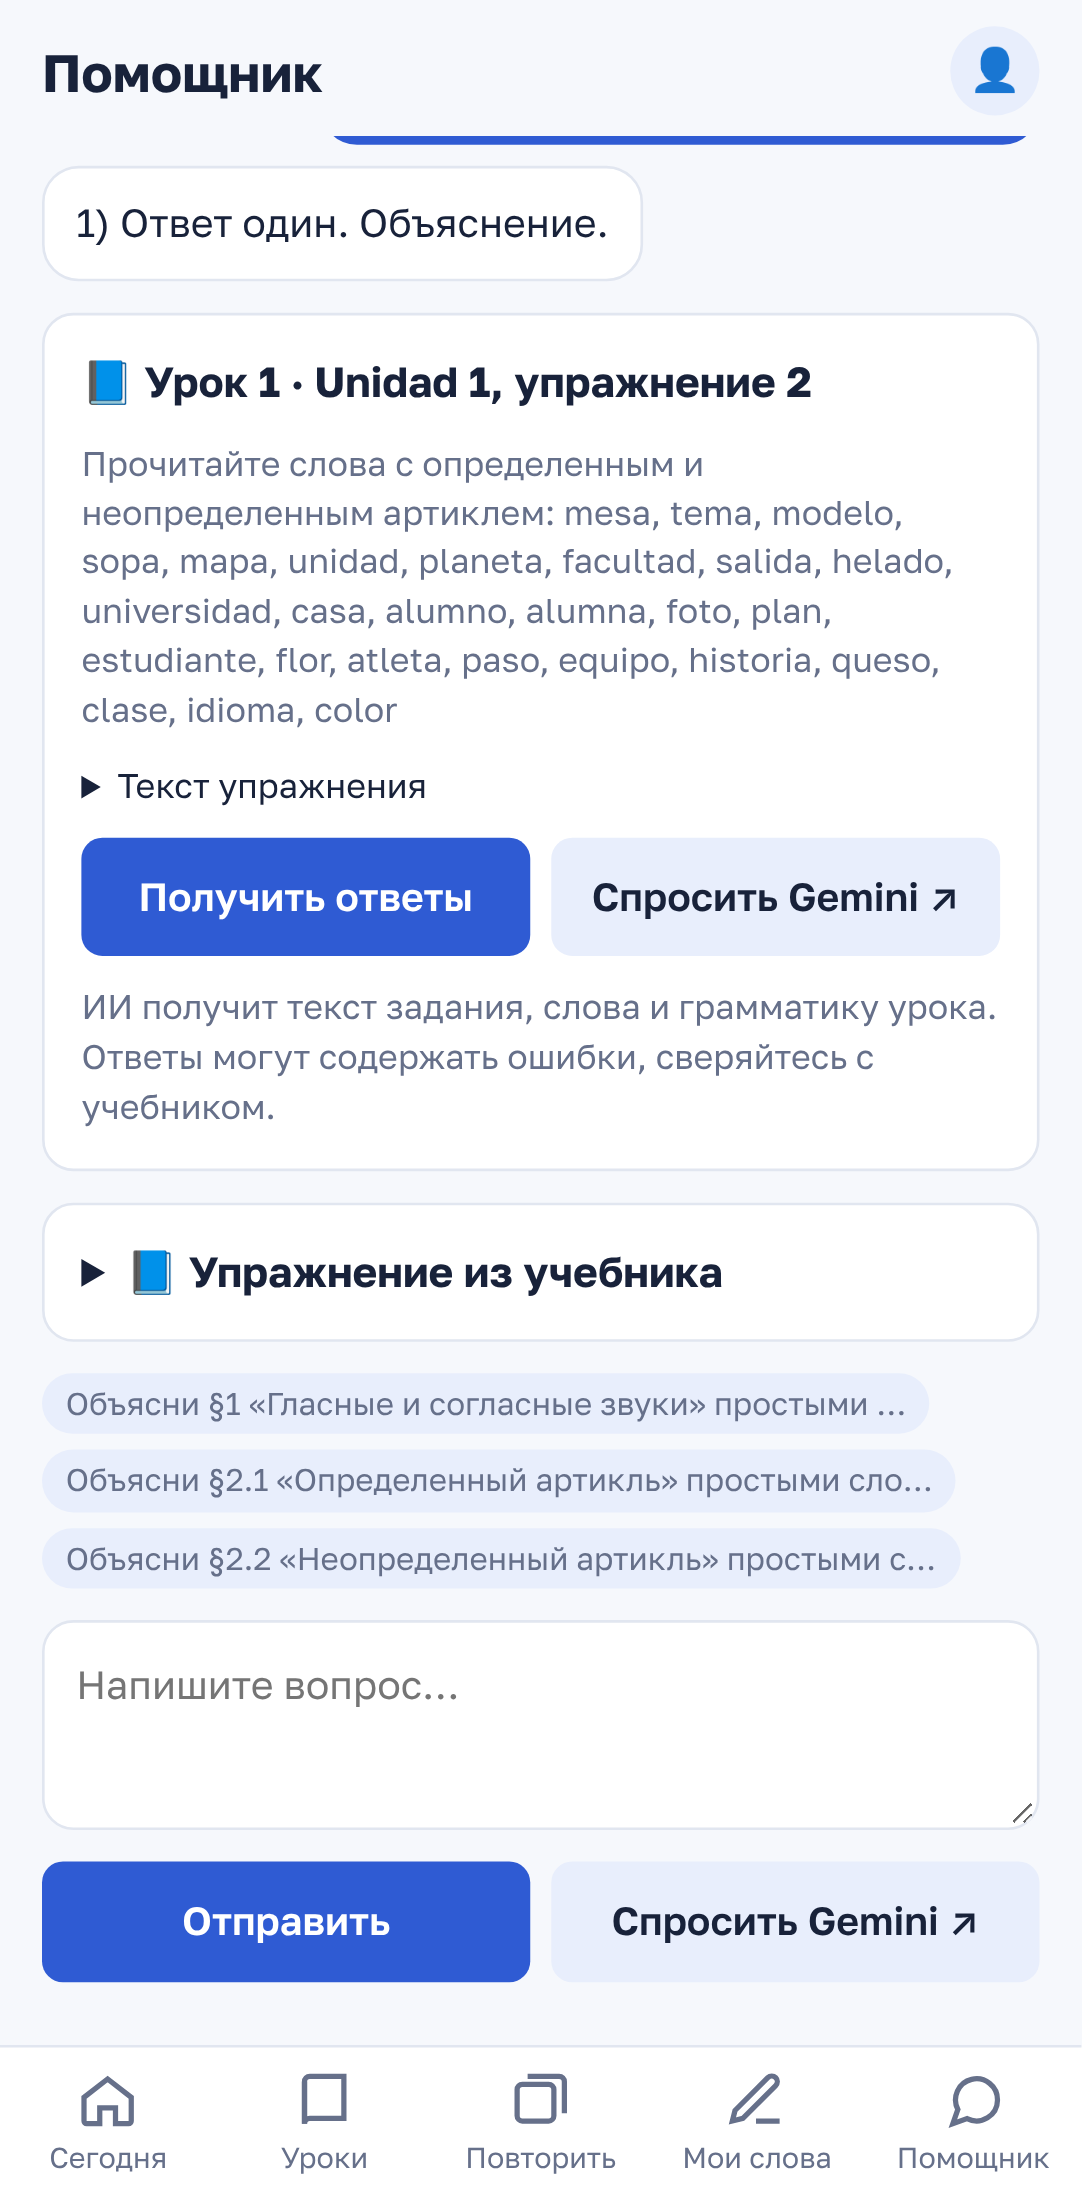 Помощник
1) Ответ один. Объяснение.
Урок 1 · Unidad 1, упражнение 2
Прочитайте слова с определенным и
неопределенным артиклем: mesa, tema, modelo,
sopa, mapa, unidad, planeta, facultad, salida, helado,
universidad, casa, alumno, alumna, foto, plan,
estudiante, flor, atleta, paso, equipo, historia, queso,
clase, idioma, color
Текст упражнения
Получить ответы
Спросить Gemini ↗
ИИ получит текст задания, слова и грамматику урока.
Ответы могут содержать ошибки, сверяйтесь с
учебником.
Упражнение из учебника
Объясни §1 «Гласные и согласные звуки» простыми ...
Объясни §2.1 «Определенный артикль» простыми сло...
Объясни §2.2 «Неопределенный артикль» простыми с...
Напишите вопрос...
Отправить
Спросить Gemini ↗
Сегодня
Уроки
Повторить
Мои слова
Помощник